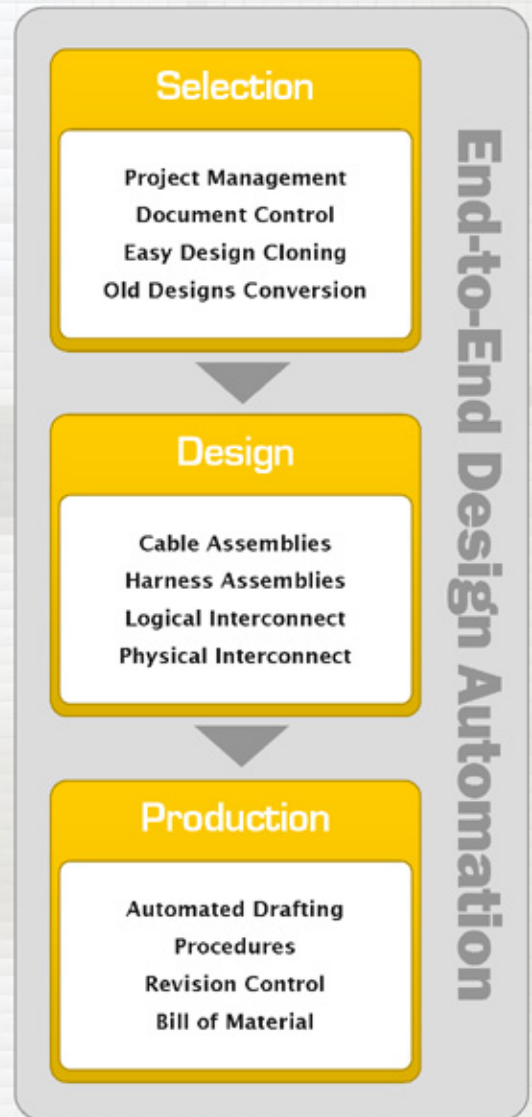 Selection
Project Management
Document Control
Easy Design Cloning
Old Designs Conversion
Design
Cable Assemblies
Harness Assemblies
Logical Interconnect
Physical Interconnect
Production
Automated Drafting
Procedures
Revision Control
Bill of Material
End-to-End Design Automation